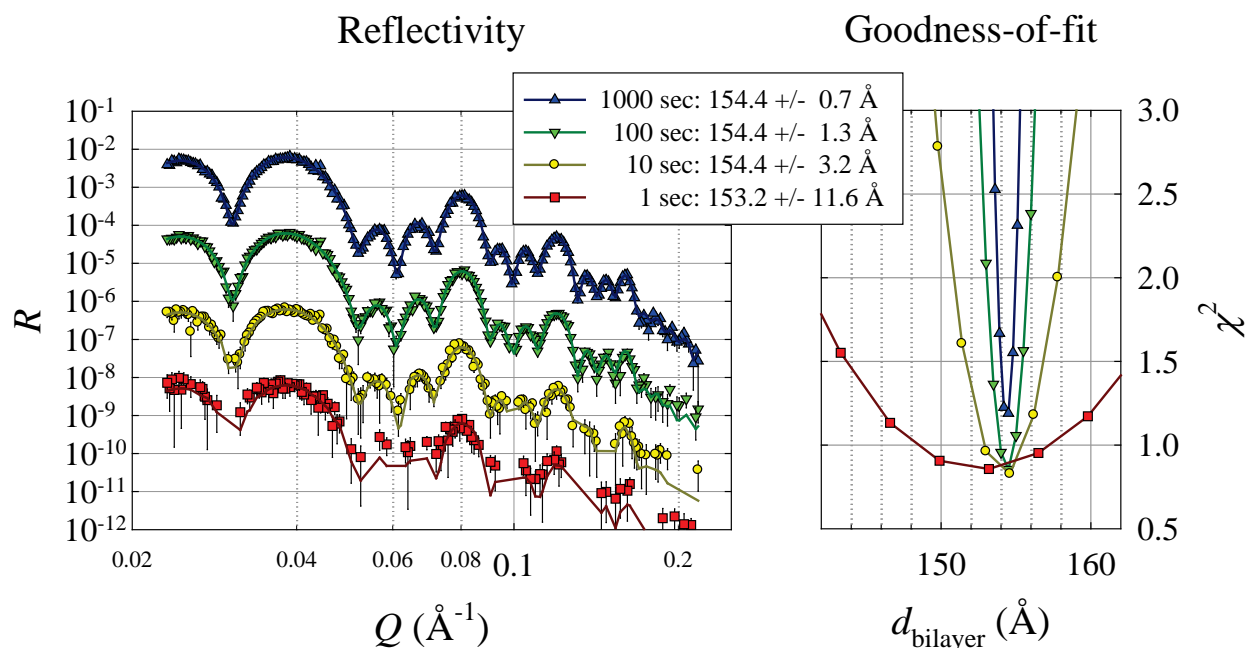 Reflectivity
Goodness-of-fit
1000 sec: 154.4 +/- 0.7 Å
100 sec: 154.4 +/- 1.3 Å
10 sec: 154.4 +/- 3.2 Å
1 sec: 153.2 +/- 11.6 Å
10⁻¹
10⁻²
10⁻³
10⁻⁴
10⁻⁵
10⁻⁶
10⁻⁷
10⁻⁸
10⁻⁹
10⁻¹⁰
10⁻¹¹
10⁻¹²
R
0.02
0.04
0.06
0.08
0.1
0.2
Q (Å⁻¹)
3.0
2.5
2.0
1.5
1.0
0.5
χ²
150
160
d_bilayer (Å)